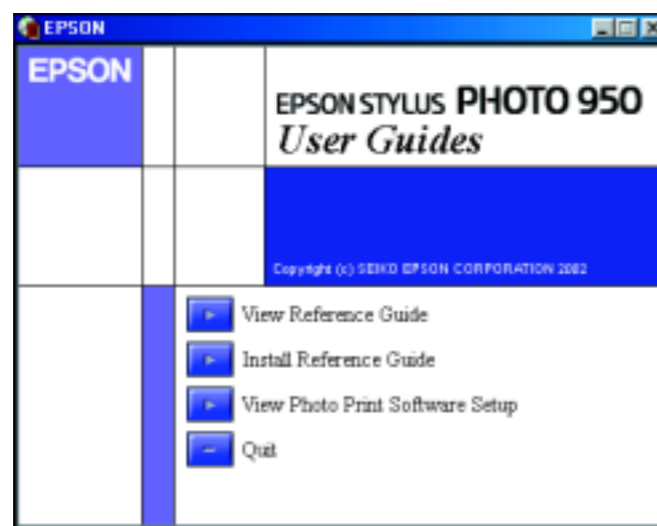 EPSON
EPSON
EPSON STYLUS PHOTO 950
User Guides
Copyright (c) SEIKO EPSON CORPORATION 2002
View Reference Guide
Install Reference Guide
View Photo Print Software Setup
Quit